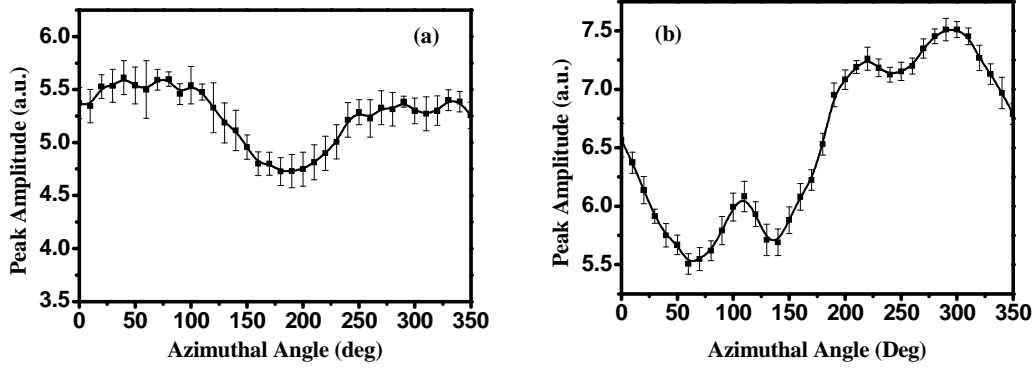 (a)
6.0
5.5
5.0
4.5
4.0
3.5
Peak Amplitude (a.u.)
0 50 100 150 200 250 300 350
Azimuthal Angle (deg)
(b)
7.5
7.0
6.5
6.0
5.5
Peak Amplitude (a.u.)
0 50 100 150 200 250 300 350
Azimuthal Angle (Deg)